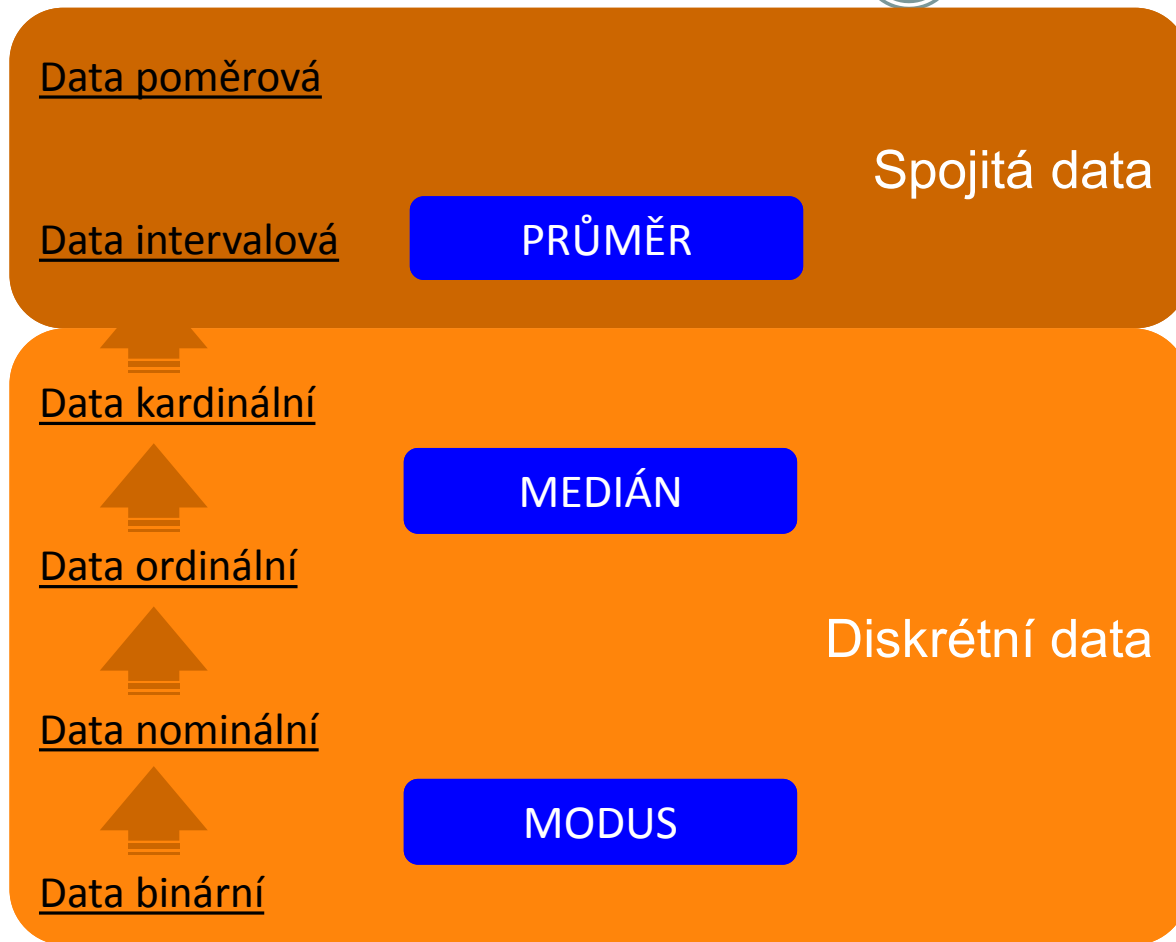 Data poměrová
Spojitá data
Data intervalová
PRŮMĚR
Data kardinální
MEDIÁN
Data ordinální
Diskrétní data
Data nominální
MODUS
Data binární